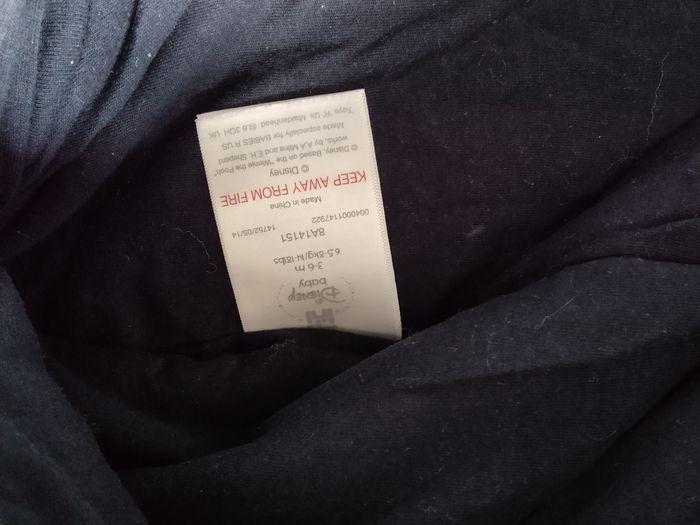 Disney
baby
3-6 m
6.5-8kg/14-18lbs
8A14151
0040001147922 14752/05/14
Made in China
KEEP AWAY FROM FIRE
© Disney
© Disney. Based on the "Winnie the Pooh"
works, by A.A Milne and E.H. Shepard
Made especially for BABIES R US
Toys 'R' Us Maidenhead SL6 3QH UK